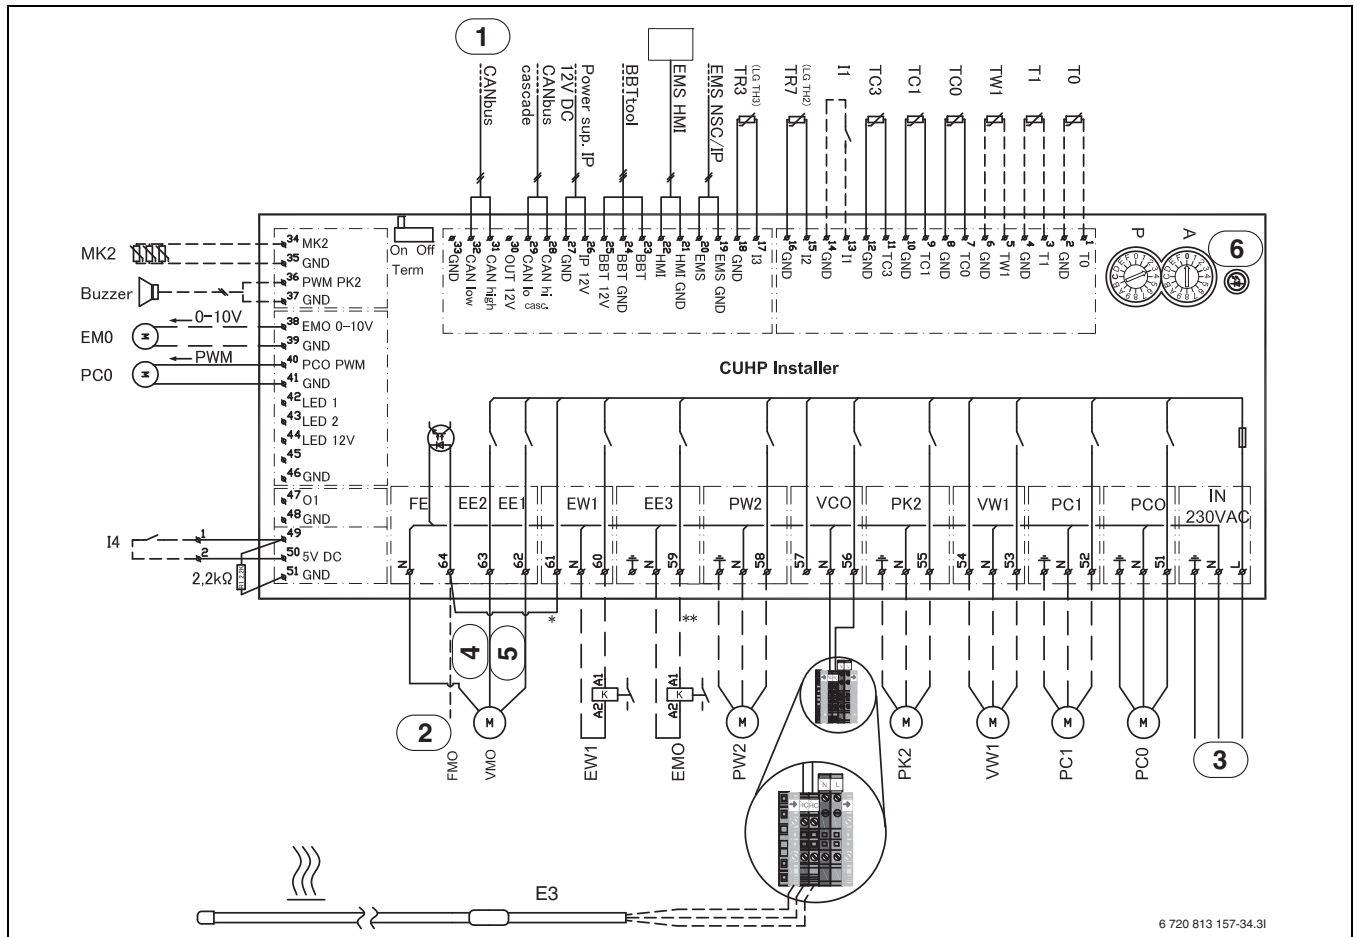 1
CANbus
CANbus
cascade
Power sup. IP
12V DC
BBTtool
EMS HMI
EMS NSC/IP
TR3
(LG TH3)
TR7
(LG TH2)
I1
TC3
TC1
TC0
TW1
T1
T0
33 GND
32 CAN low
31 CAN high
30 OUT 12V
29 CAN lo
28 CAN hi
casc.
27 GND
26 IP 12V
25 BBT 12V
24 BBT GND
23 BBT
22 HMI
21 HMI GND
20 EMS
19 EMS GND
18 GND
17 I3
16 GND
15 I2
14 GND
13 I1
12 GND
11 TC3
10 GND
9 TC1
8 GND
7 TC0
6 GND
5 TW1
4 GND
3 T1
2 GND
1 T0
P
A
6
On Off
Term
MK2
34 MK2
35 GND
Buzzer
36 PWM PK2
37 GND
0-10V
EM0
M
38 EMO 0-10V
39 GND
PWM
PC0
M
40 PCO PWM
41 GND
42 LED 1
43 LED 2
44 LED 12V
45
46 GND
47 O1
48 GND
I4
1
2
49
50 5V DC
51 GND
2,2kΩ
CUHP Installer
FE
EE2
EE1
EW1
EE3
PW2
VCO
PK2
VW1
PC1
PCO
IN
230VAC
N
64
63
62
61
N
60
N
59
N
58
57
56
N
55
54
N
53
N
52
N
51
N
L
*
**
4
5
2
3
FMO
M
VMO
A1
K
A2
EW1
A1
K
A2
EMO
M
PW2
M
PK2
M
VW1
M
PC1
M
PC0
N
L
E3
6 720 813 157-34.3I